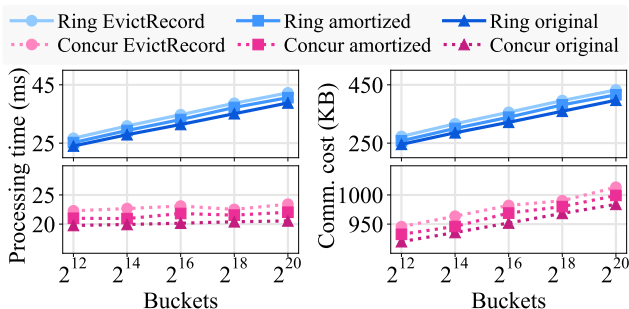 Ring EvictRecord Ring amortized Ring original
Concur EvictRecord Concur amortized Concur original
Processing time (ms)
45
25
25
20
2^12 2^14 2^16 2^18 2^20
Buckets
Comm. cost (KB)
450
250
1000
950
2^12 2^14 2^16 2^18 2^20
Buckets